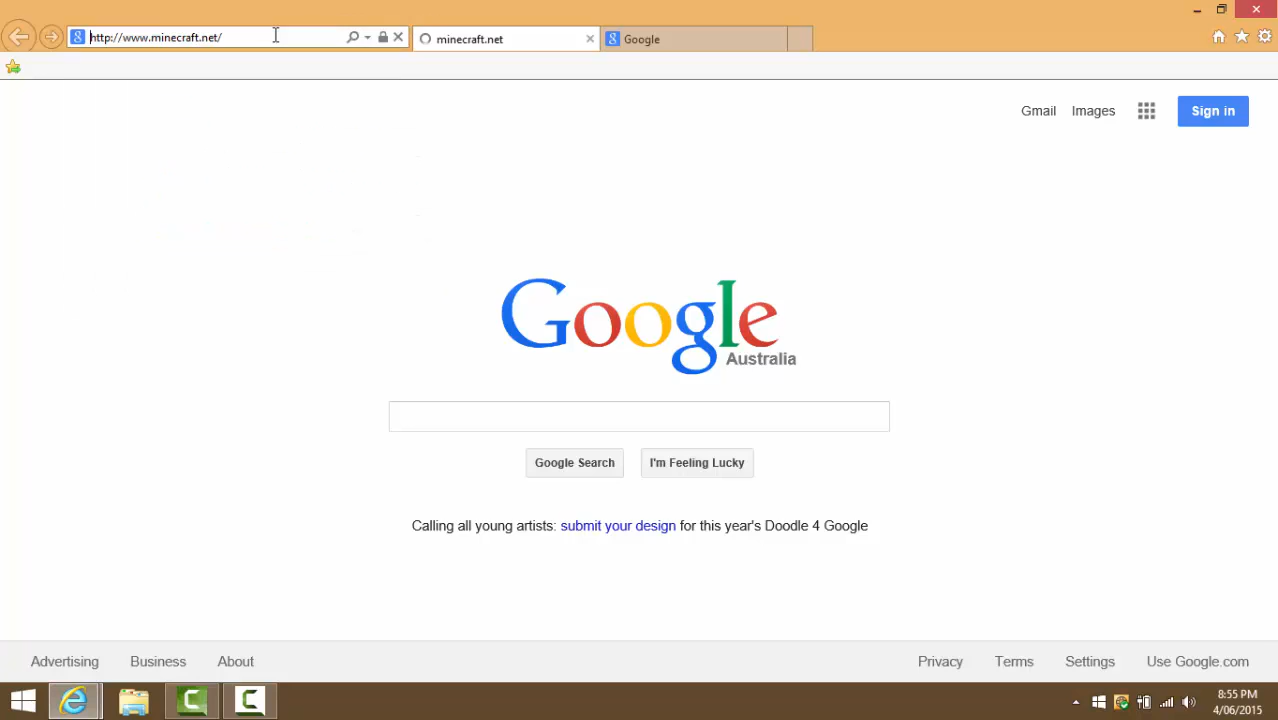 http://www.minecraft.net/
minecraft.net
Google
Gmail
Images
Sign in
Google
Australia
Google Search
I'm Feeling Lucky
Calling all young artists: submit your design for this year's Doodle 4 Google
Advertising
Business
About
Privacy
Terms
Settings
Use Google.com
8:55 PM
4/06/2015